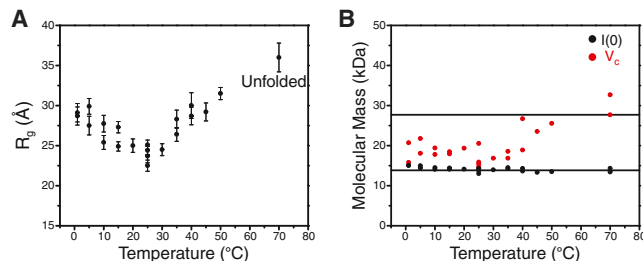 A
B
40
35
30
25
20
Rg (Å)
Unfolded
0 10 20 30 40 50 60 70 80
Temperature (°C)
50
40
30
20
10
0
Molecular Mass (kDa)
I(0)
Vc
0 10 20 30 40 50 60 70 80
Temperature (°C)